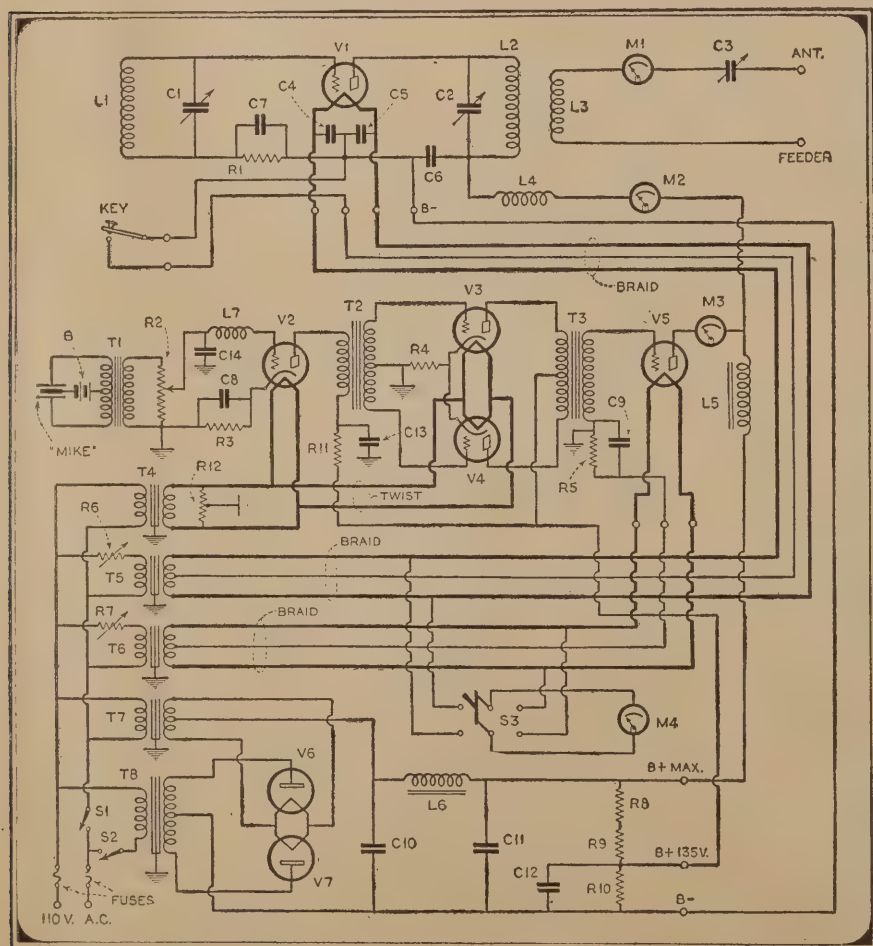 V1
L2
M1
C3
ANT.
L1
C1
C4
C5
C2
L3
C7
R1
C6
FEEDER
L4
M2
B-
KEY
BRAID
V3
M3
R2
L7
V2
T2
T3
V5
B
T1
R4
C14
C8
C9
L5
"MIKE"
R3
R11
C13
R5
V4
T4
R12
TWIST
R6
BRAID
T5
R7
BRAID
T6
S3
M4
T7
V6
B+ MAX.
T8
L6
R8
S1
R9
S2
C10
C11
B+ 135V.
C12
V7
R10
FUSES
B-
110 V. A.C.